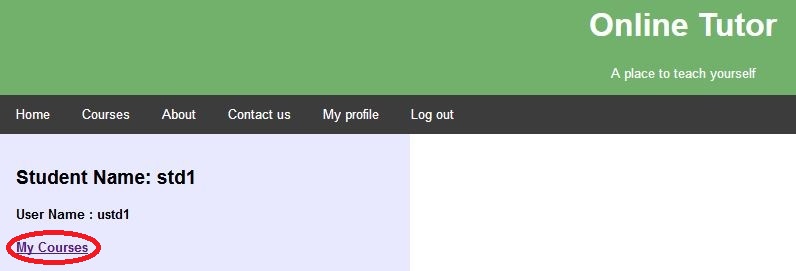 Online Tutor
A place to teach yourself
Home Courses About Contact us My profile Log out
Student Name: std1
User Name : ustd1
My Courses